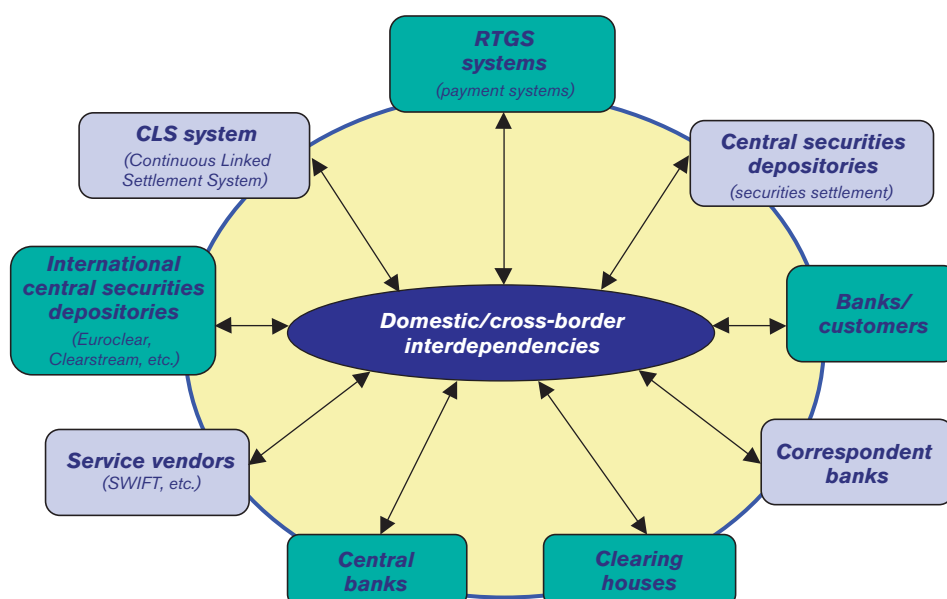 RTGS
systems
(payment systems)
CLS system
(Continuous Linked
Settlement System)
Central securities
depositories
(securities settlement)
International
central securities
depositories
(Euroclear,
Clearstream, etc.)
Domestic/cross-border
interdependencies
Banks/
customers
Service vendors
(SWIFT, etc.)
Correspondent
banks
Central
banks
Clearing
houses